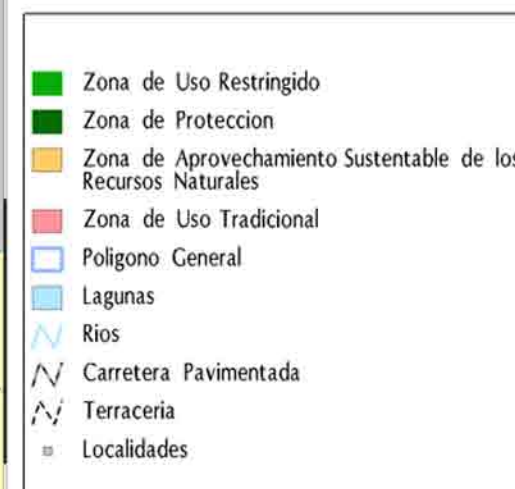 Zona de Uso Restringido
Zona de Proteccion
Zona de Aprovechamiento Sustentable de los
Recursos Naturales
Zona de Uso Tradicional
Poligono General
Lagunas
Rios
Carretera Pavimentada
Terraceria
Localidades